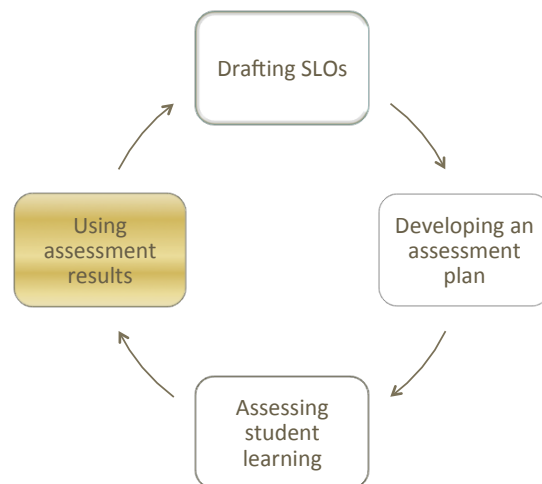 Drafting SLOs
Developing an
assessment
plan
Assessing
student
learning
Using
assessment
results